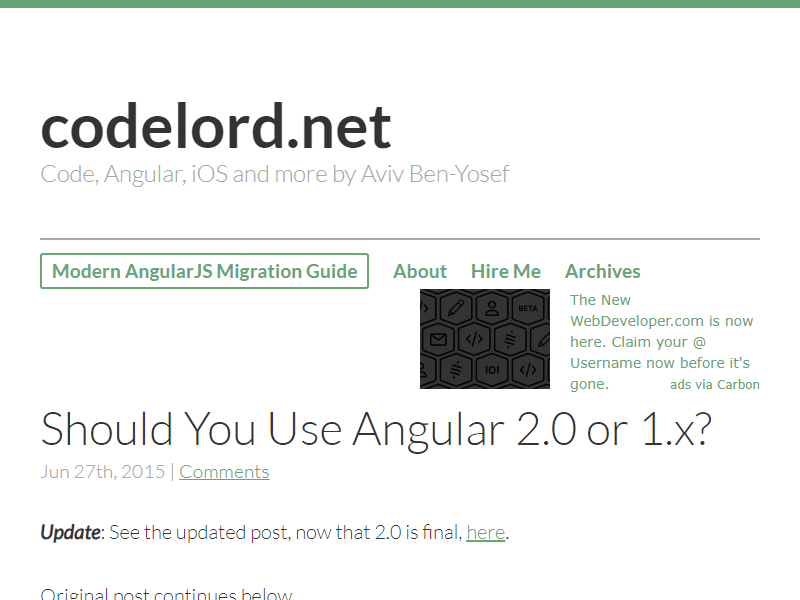 codelord.net
Code, Angular, iOS and more by Aviv Ben-Yosef
Modern AngularJS Migration Guide About Hire Me Archives
BETA
101
The New
WebDeveloper.com is now
here. Claim your @
Username now before it's
gone. ads via Carbon
Should You Use Angular 2.0 or 1.x?
Jun 27th, 2015 | Comments
Update: See the updated post, now that 2.0 is final, here.
Original post continues below